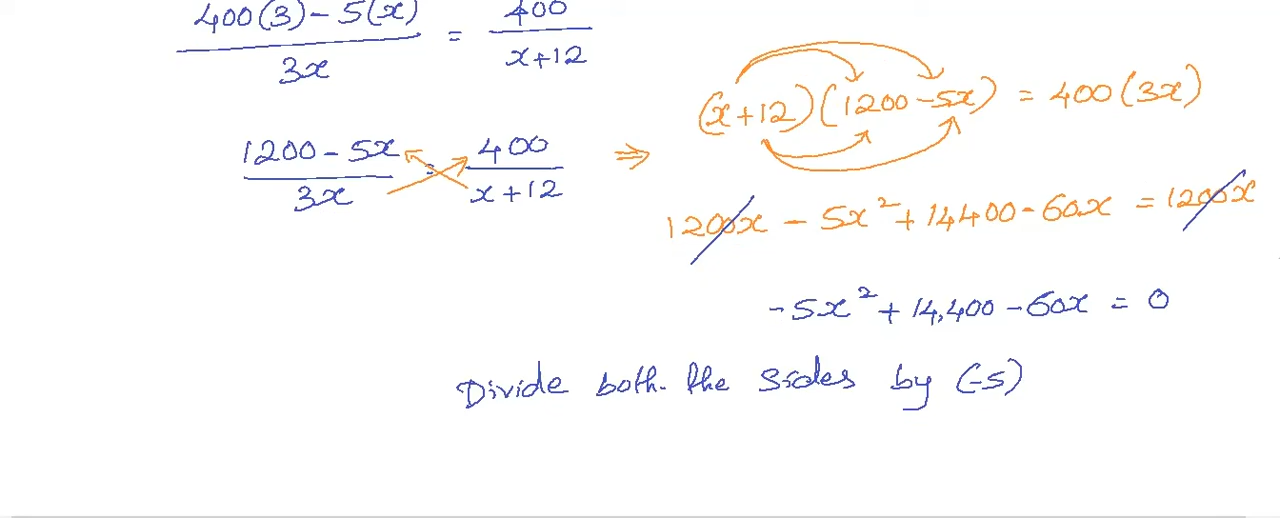 400(3) - 5(x) / 3x = 400 / x+12
1200 - 5x / 3x = 400 / x+12 ⇒ (x+12)(1200-5x) = 400(3x)
1200x - 5x² + 14400 - 60x = 1200x
-5x² + 14,400 - 60x = 0
Divide both the sides by (-5)